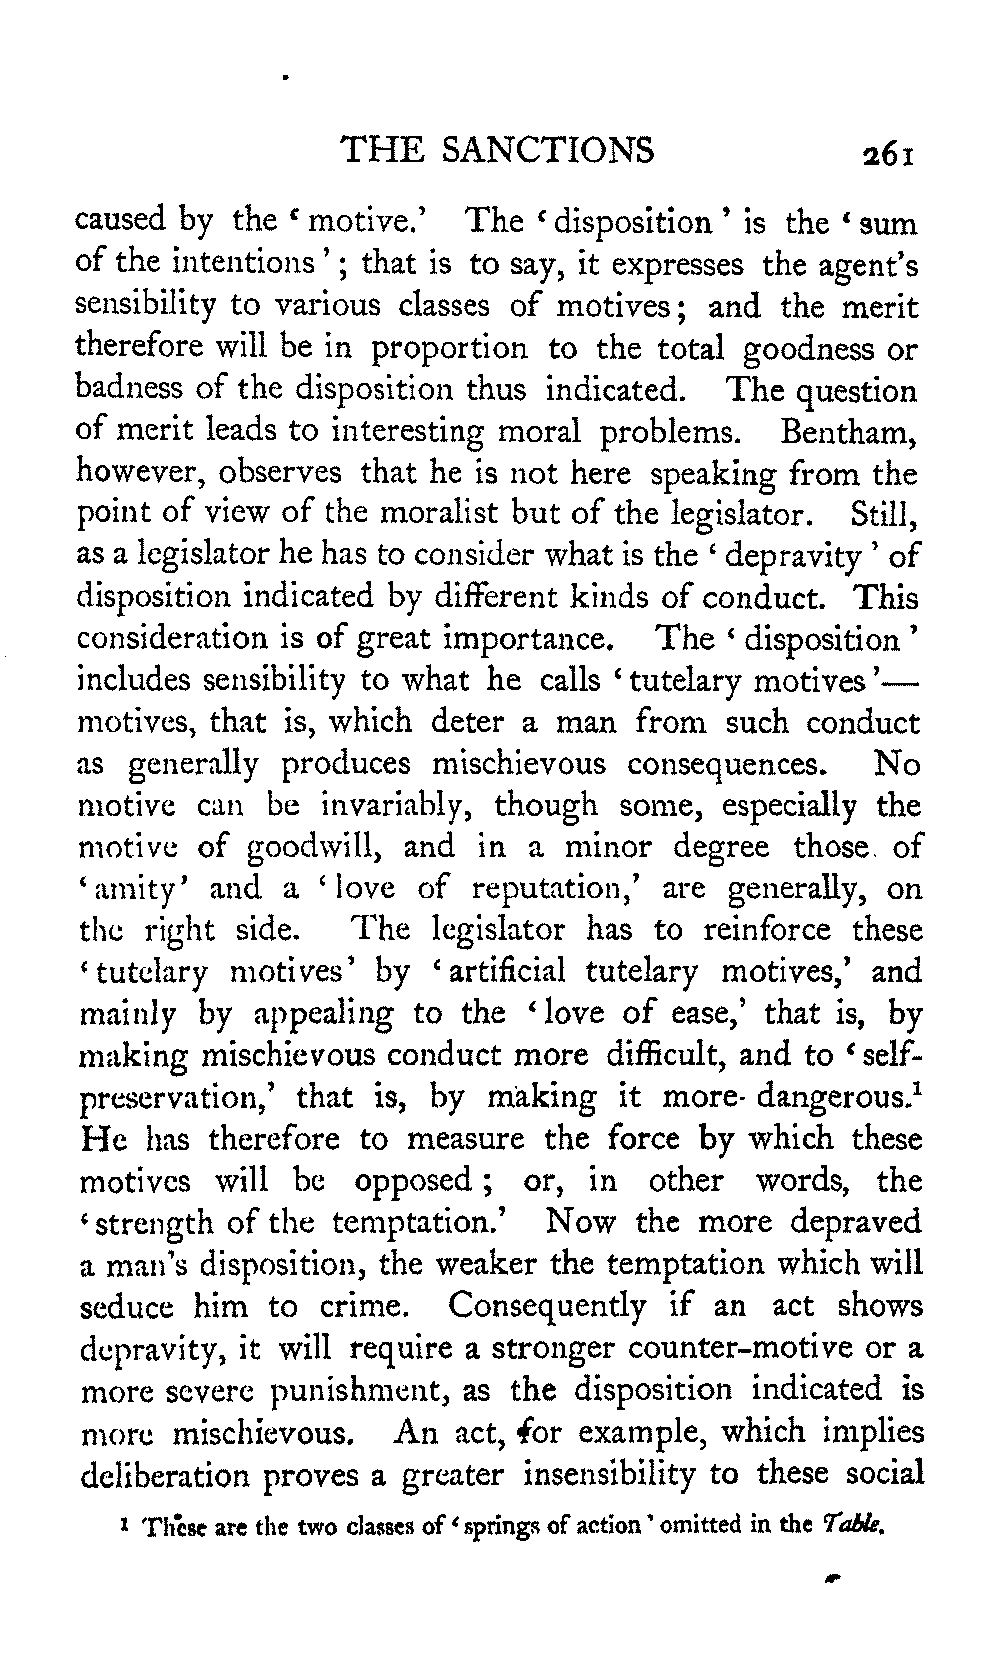 THE SANCTIONS 261
caused by the ‘ motive.’ The ‘ disposition ’ is the ‘ sum
of the intentions ’ ; that is to say, it expresses the agent’s
sensibility to various classes of motives ; and the merit
therefore will be in proportion to the total goodness or
badness of the disposition thus indicated. The question
of merit leads to interesting moral problems. Bentham,
however, observes that he is not here speaking from the
point of view of the moralist but of the legislator. Still,
as a legislator he has to consider what is the ‘ depravity ’ of
disposition indicated by different kinds of conduct. This
consideration is of great importance. The ‘ disposition ’
includes sensibility to what he calls ‘ tutelary motives ’—
motives, that is, which deter a man from such conduct
as generally produces mischievous consequences. No
motive can be invariably, though some, especially the
motive of goodwill, and in a minor degree those of
‘ amity’ and a ‘ love of reputation,’ are generally, on
the right side. The legislator has to reinforce these
‘ tutelary motives’ by ‘ artificial tutelary motives,’ and
mainly by appealing to the ‘ love of ease,’ that is, by
making mischievous conduct more difficult, and to ‘ self-
preservation,’ that is, by making it more dangerous.¹
He has therefore to measure the force by which these
motives will be opposed ; or, in other words, the
‘ strength of the temptation.’ Now the more depraved
a man’s disposition, the weaker the temptation which will
seduce him to crime. Consequently if an act shows
depravity, it will require a stronger counter-motive or a
more severe punishment, as the disposition indicated is
more mischievous. An act, for example, which implies
deliberation proves a greater insensibility to these social
¹ These are the two classes of ‘ springs of action ’ omitted in the Table.